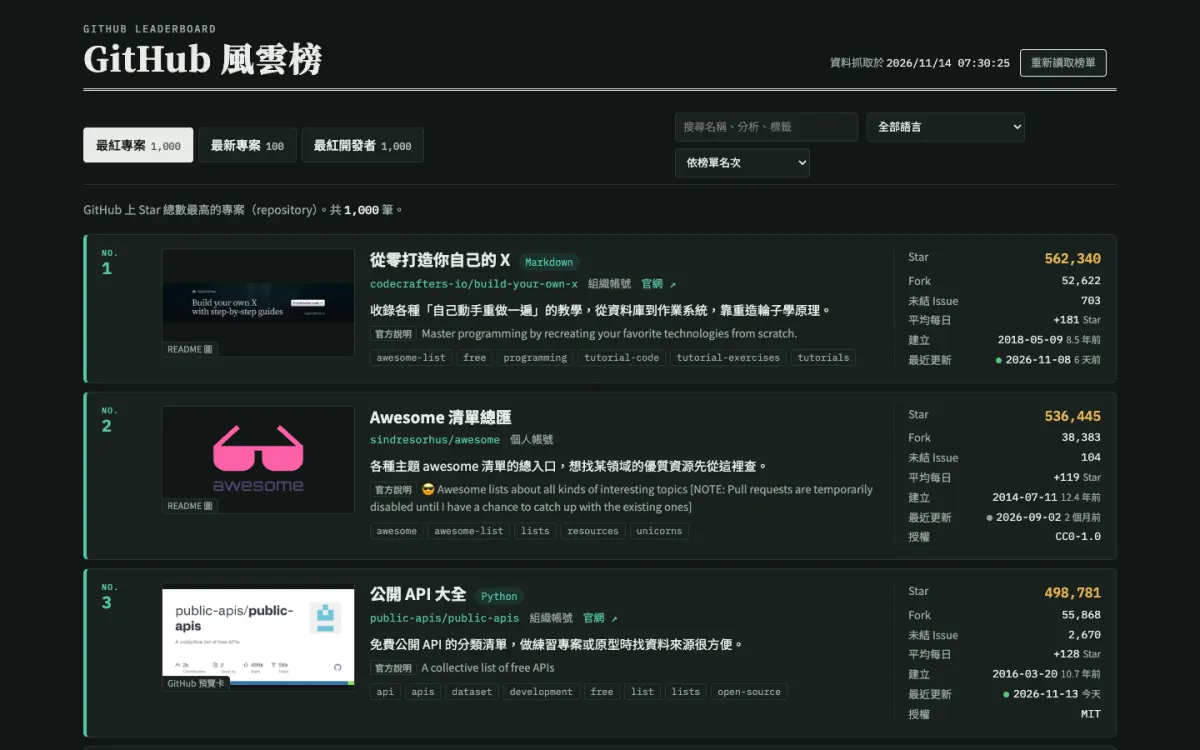 GITHUB LEADERBOARD
GitHub 風雲榜
資料抓取於 2026/11/14 07:30:25 重新讀取榜單
最紅專案 1,000 最新專案 100 最紅開發者 1,000
搜尋名稱、分析、標籤 全部語言
依榜單名次
GitHub 上 Star 總數最高的專案（repository）。共 1,000 筆。
NO.
1
Build your own X
with step-by-step guides
README 圖
從零打造你自己的 X Markdown
codecrafters-io/build-your-own-x 組織帳號 官網 ↗
收錄各種「自己動手重做一遍」的教學，從資料庫到作業系統，靠重造輪子學原理。
官方說明 Master programming by recreating your favorite technologies from scratch.
awesome-list free programming tutorial-code tutorial-exercises tutorials
Star 562,340
Fork 52,622
未結 Issue 703
平均每日 +181 Star
建立 2018-05-09 8.5 年前
最近更新 2026-11-08 6 天前
NO.
2
awesome
README 圖
Awesome 清單總匯
sindresorhus/awesome 個人帳號
各種主題 awesome 清單的總入口，想找某領域的優質資源先從這裡查。
官方說明 😎 Awesome lists about all kinds of interesting topics [NOTE: Pull requests are temporarily
disabled until I have a chance to catch up with the existing ones]
awesome awesome-list lists resources unicorns
Star 536,445
Fork 38,383
未結 Issue 104
平均每日 +119 Star
建立 2014-07-11 12.4 年前
最近更新 2026-09-02 2 個月前
授權 CC0-1.0
NO.
3
public-apis/public-
apis
A collective list of free APIs
GitHub 預覽卡
公開 API 大全 Python
public-apis/public-apis 組織帳號 官網 ↗
免費公開 API 的分類清單，做練習專案或原型時找資料來源很方便。
官方說明 A collective list of free APIs
api apis dataset development free list lists open-source
Star 498,781
Fork 55,868
未結 Issue 2,670
平均每日 +128 Star
建立 2016-03-20 10.7 年前
最近更新 2026-11-13 今天
授權 MIT